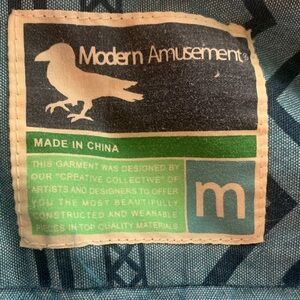 Modern Amusement®
MADE IN CHINA
THIS GARMENT WAS DESIGNED BY
OUR "CREATIVE COLLECTIVE" OF
ARTISTS AND DESIGNERS TO OFFER
YOU THE MOST BEAUTIFULLY
CONSTRUCTED AND WEARABLE
PIECES IN TOP QUALITY MATERIALS
m